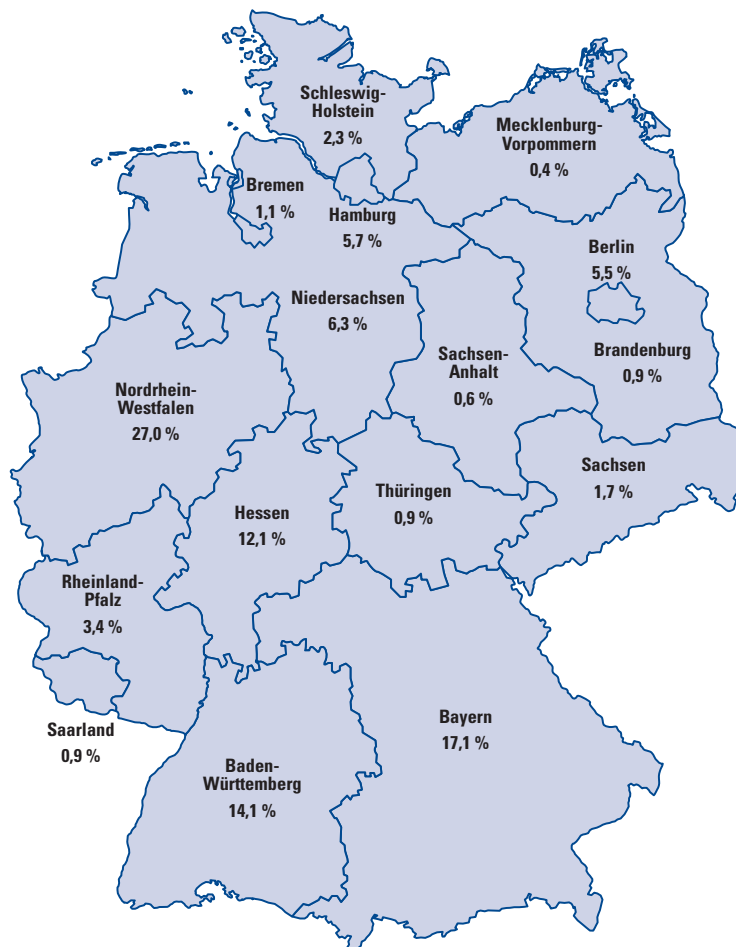 Schleswig-
Holstein
2,3 %
Mecklenburg-
Vorpommern
0,4 %
Bremen
1,1 %
Hamburg
5,7 %
Berlin
5,5 %
Niedersachsen
6,3 %
Sachsen-
Anhalt
0,6 %
Brandenburg
0,9 %
Nordrhein-
Westfalen
27,0 %
Sachsen
1,7 %
Thüringen
0,9 %
Hessen
12,1 %
Rheinland-
Pfalz
3,4 %
Saarland
0,9 %
Bayern
17,1 %
Baden-
Württemberg
14,1 %